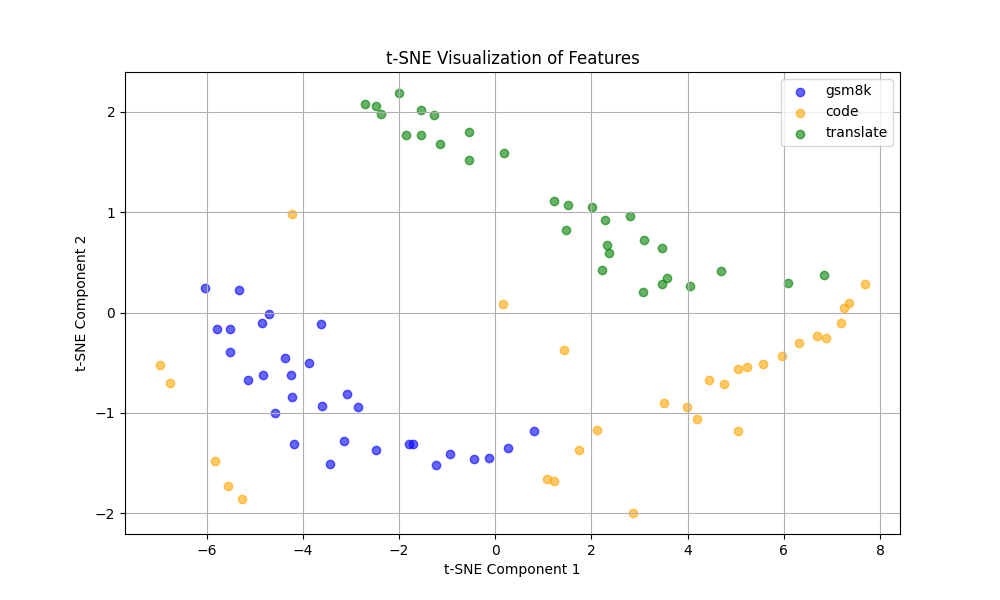 t-SNE Visualization of Features
gsm8k
code
translate
2
1
0
−1
−2
t-SNE Component 2
−6
−4
−2
0
2
4
6
8
t-SNE Component 1